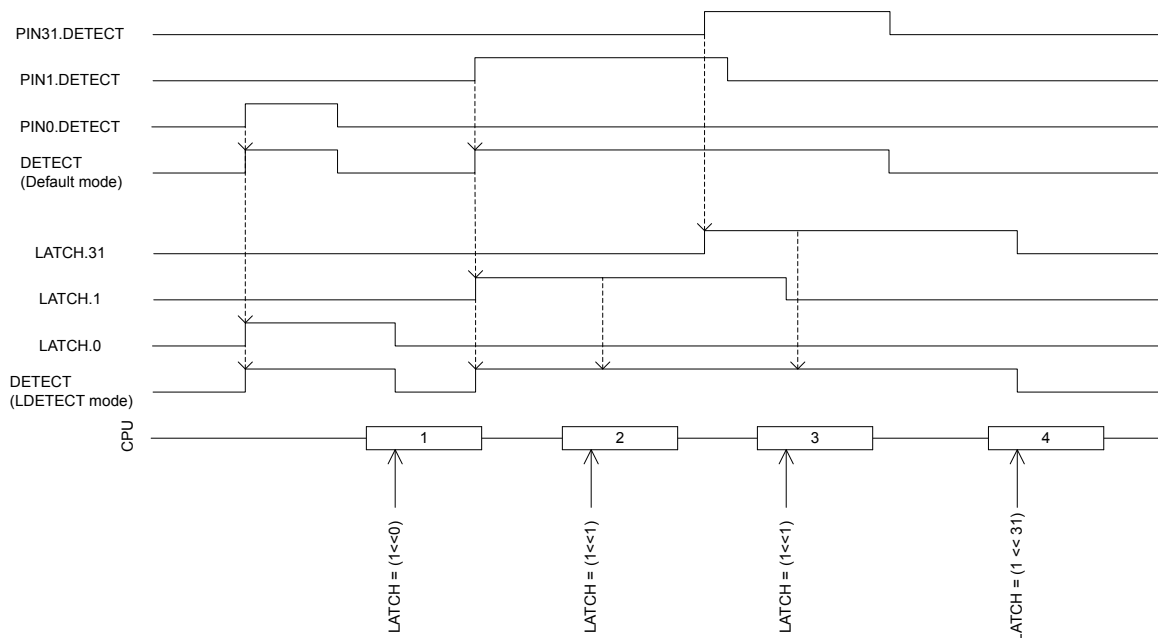 PIN31.DETECT
PIN1.DETECT
PIN0.DETECT
DETECT
(Default mode)
LATCH.31
LATCH.1
LATCH.0
DETECT
(LDETECT mode)
CPU
1
2
3
4
LATCH = (1<<0)
LATCH = (1<<1)
LATCH = (1<<1)
LATCH = (1 << 31)